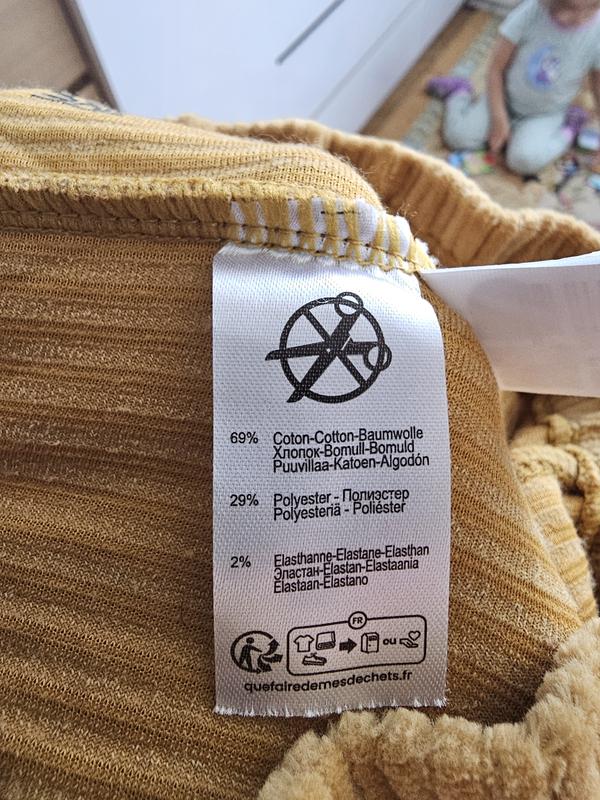 69% Coton-Cotton-Baumwolle
Хлопок-Bomull-Bomuld
Puuvillaa-Katoen-Algodón
29% Polyester - Полиэстер
Polyesteriä - Poliéster
2% Elasthanne-Elastane-Elasthan
Эластан-Elastan-Elastaania
Elastaan-Elastano
FR
ou
quefairedemesdechets.fr